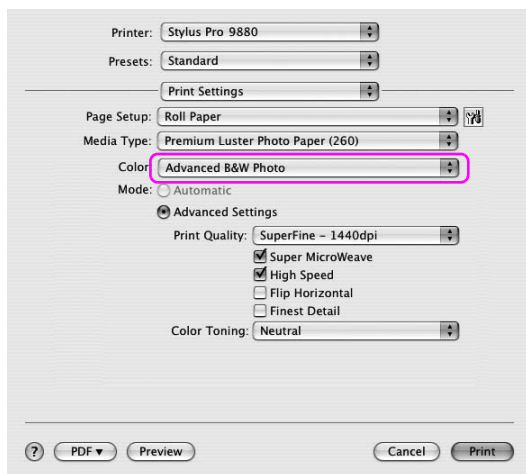 Printer: Stylus Pro 9880
Presets: Standard
Print Settings
Page Setup: Roll Paper
Media Type: Premium Luster Photo Paper (260)
Color Advanced B&W Photo
Mode: Automatic
Advanced Settings
Print Quality: SuperFine – 1440dpi
Super MicroWeave
High Speed
Flip Horizontal
Finest Detail
Color Toning: Neutral
? PDF ▼ Preview Cancel Print